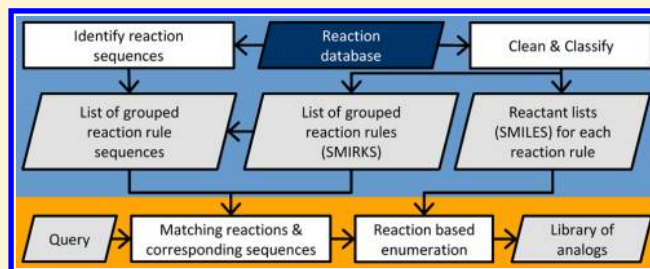 Identify reaction
sequences
Reaction
database
Clean & Classify
List of grouped
reaction rule
sequences
List of grouped
reaction rules
(SMIRKS)
Reactant lists
(SMILES) for each
reaction rule
Query
Matching reactions &
corresponding sequences
Reaction based
enumeration
Library of
analogs